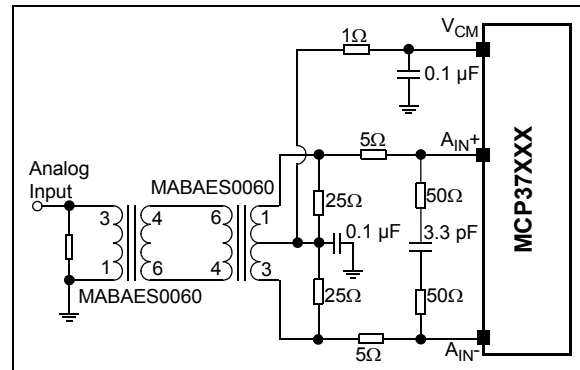 1Ω
V_CM
0.1 µF
5Ω
A_IN+
Analog
Input
MABAES0060
3
4
6
1
25Ω
50Ω
0.1 µF
3.3 pF
MCP37XXX
1
6
4
3
MABAES0060
25Ω
50Ω
5Ω
A_IN-